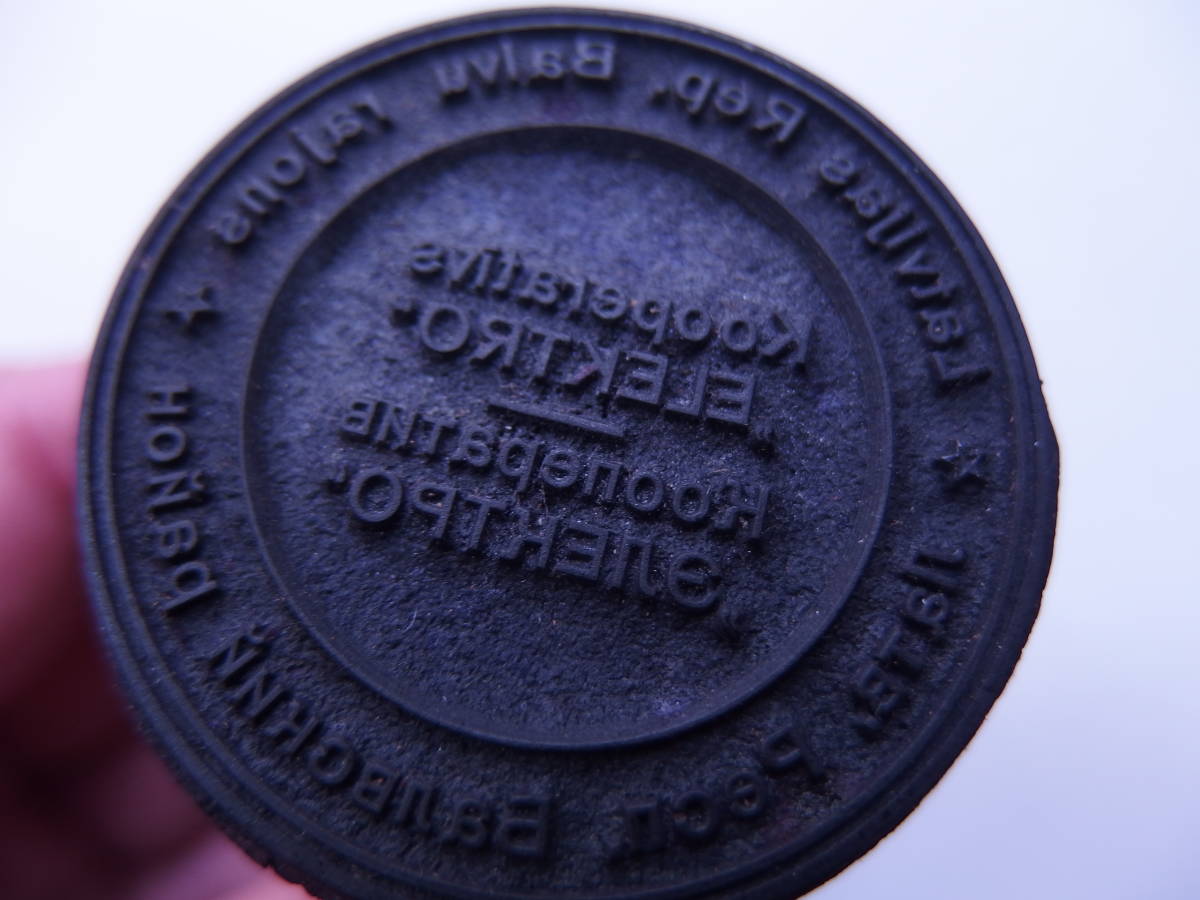 Latvijas Rep. Balvu rajons
Kooperatīvs
„ELEKTRO"
Кооператив
„ЭЛЕКТРО"
Латв. Респ. Балвский район